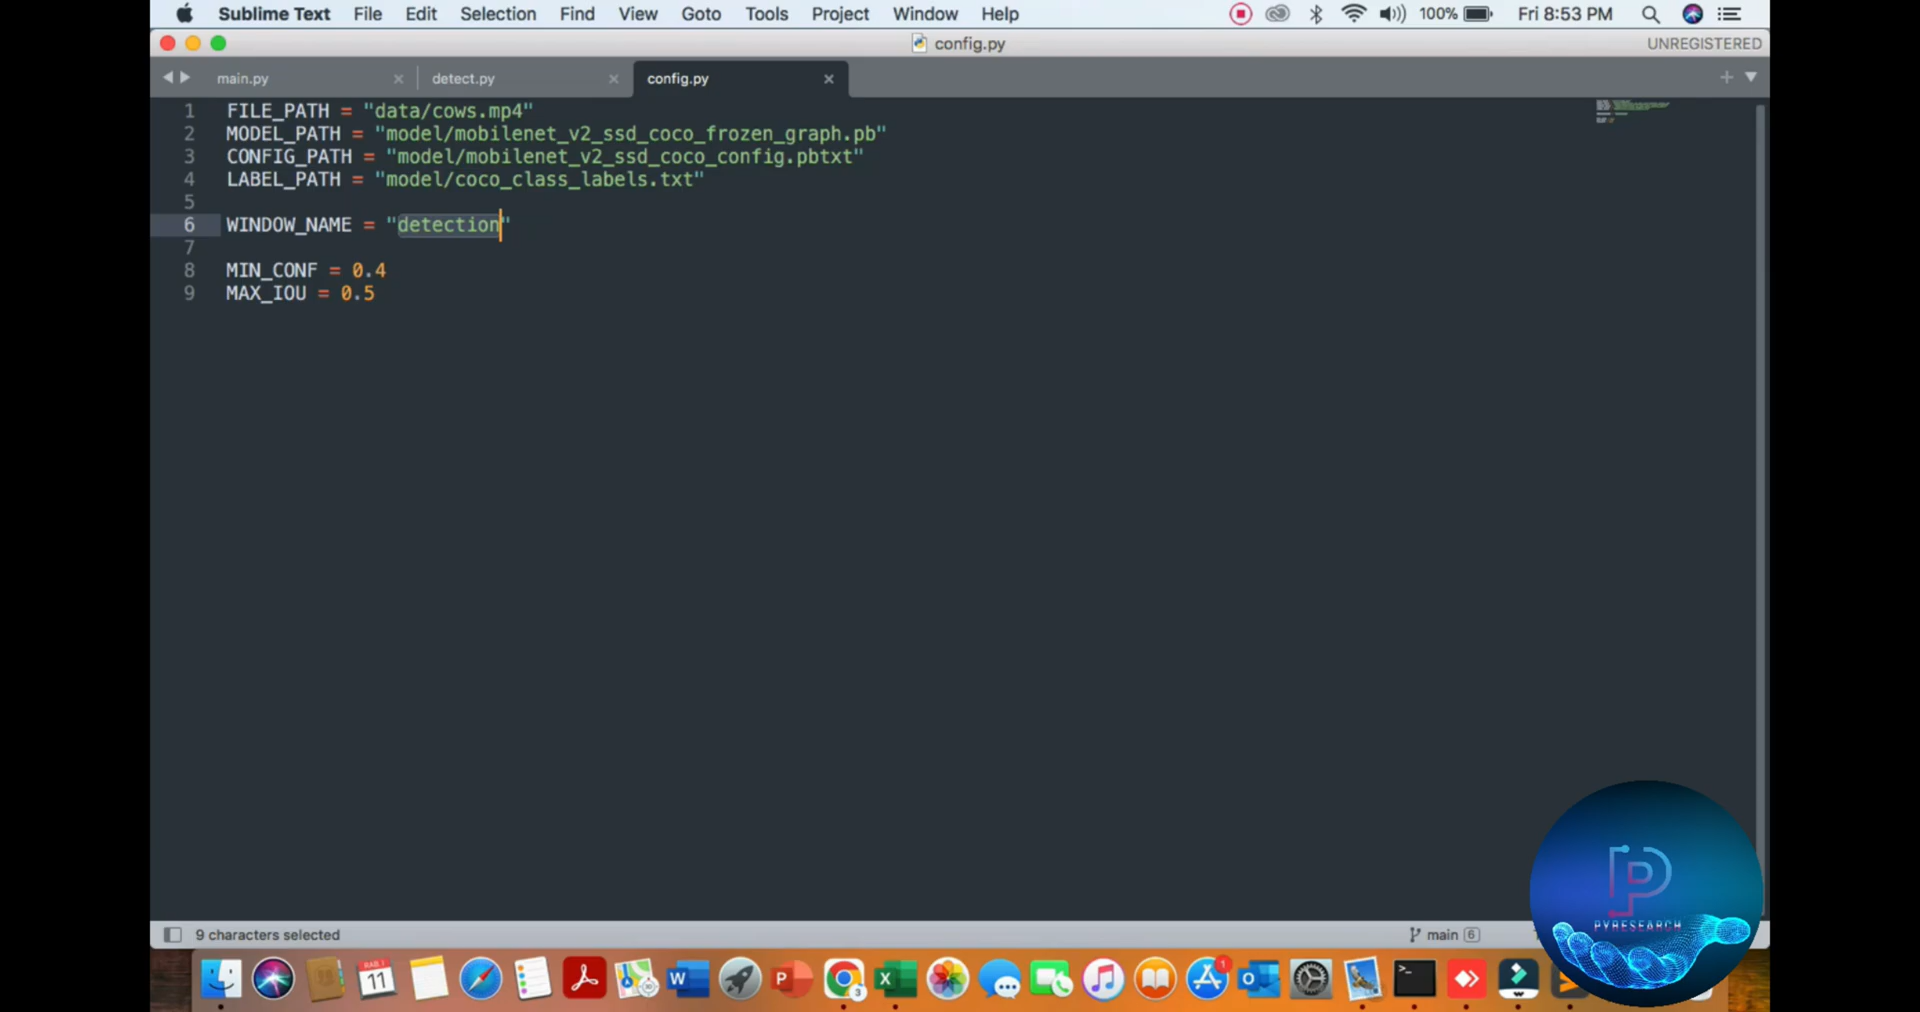 Sublime Text File Edit Selection Find View Goto Tools Project Window Help 100% Fri 8:53 PM
config.py UNREGISTERED
main.py detect.py config.py
1 FILE_PATH = "data/cows.mp4"
2 MODEL_PATH = "model/mobilenet_v2_ssd_coco_frozen_graph.pb"
3 CONFIG_PATH = "model/mobilenet_v2_ssd_coco_config.pbtxt"
4 LABEL_PATH = "model/coco_class_labels.txt"
5
6 WINDOW_NAME = "detection"
7
8 MIN_CONF = 0.4
9 MAX_IOU = 0.5
PYRESEARCH
9 characters selected main 6
11 W P 3 X 1 O >_